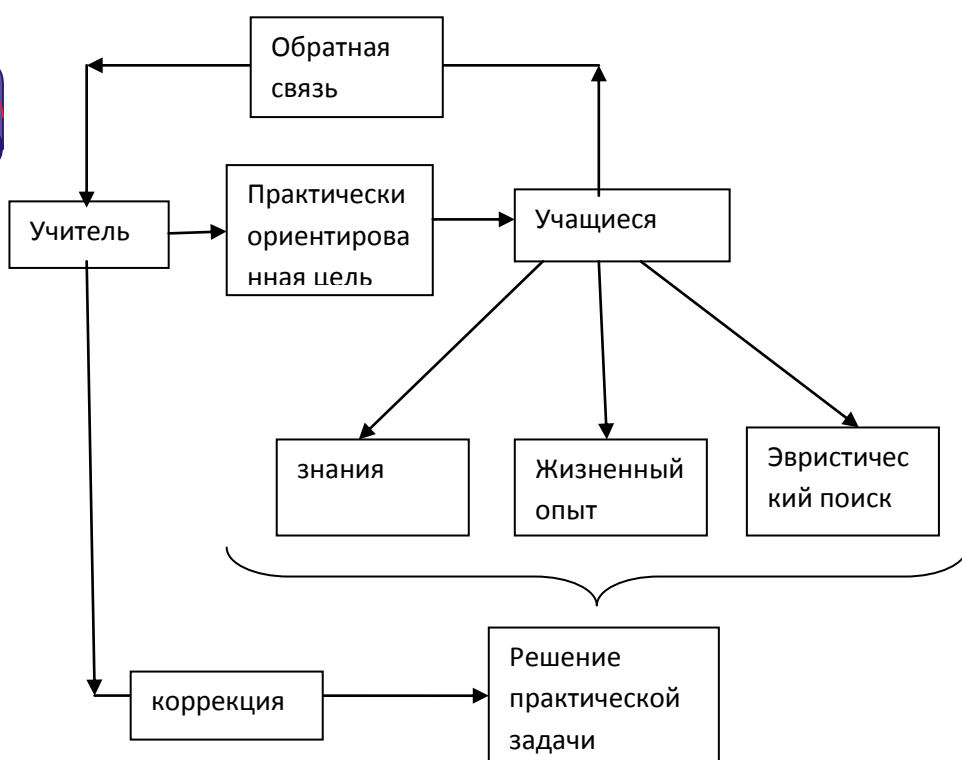 Обратная
связь
Учитель
Практически
ориентирова
нная цель
Учащиеся
знания
Жизненный
опыт
Эвристичес
кий поиск
коррекция
Решение
практической
задачи